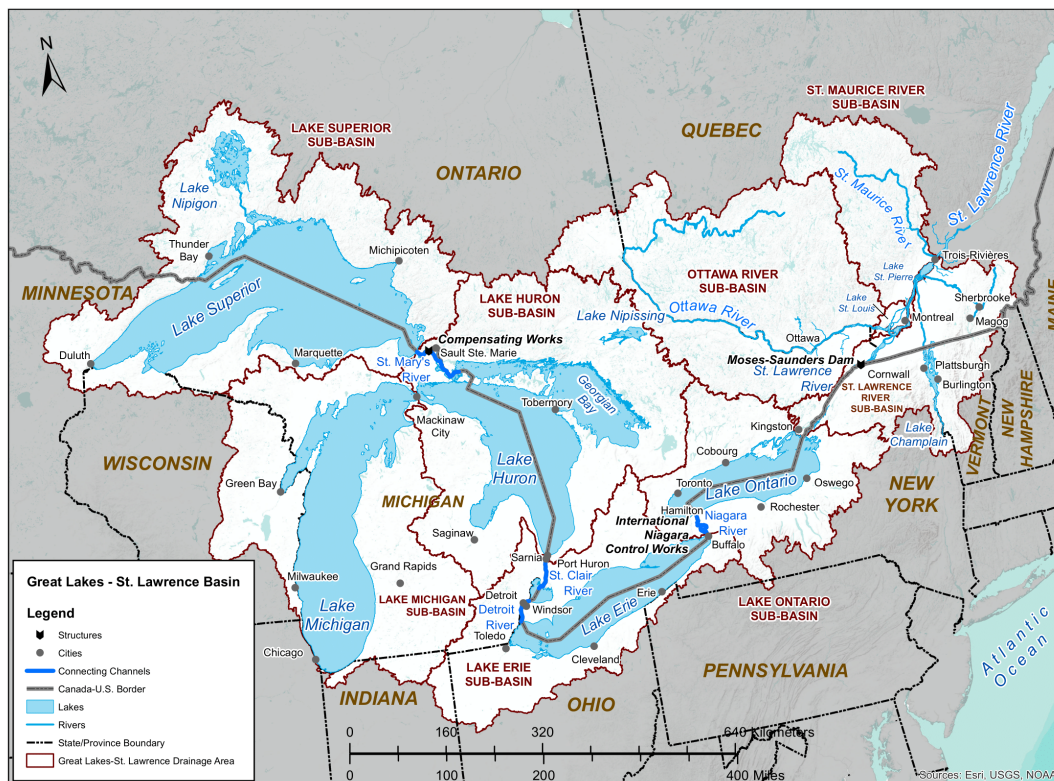 N
ST. MAURICE RIVER
SUB-BASIN
QUEBEC
LAKE SUPERIOR
SUB-BASIN
ONTARIO
St. Lawrence River
St. Maurice River
Lake
Nipigon
Thunder
Bay
Michipicoten
Trois-Rivières
Lake
St. Pierre
OTTAWA RIVER
SUB-BASIN
MINNESOTA
Lake Superior
LAKE HURON
SUB-BASIN
Lake Nipissing
Ottawa River
Lake
St. Louis
Sherbrooke
Magog
MAINE
Montreal
Ottawa
Compensating Works
Sault Ste. Marie
Duluth
Marquette
St. Mary's
River
Moses-Saunders Dam
St. Lawrence
River
Cornwall
Plattsburgh
Burlington
ST. LAWRENCE
RIVER
SUB-BASIN
Georgian
Bay
Tobermory
Mackinaw
City
Kingston
Lake
Champlain
VERMONT
NEW
HAMPSHIRE
WISCONSIN
Lake
Huron
Cobourg
Toronto
Lake Ontario
Oswego
NEW
YORK
Green Bay
MICHIGAN
Hamilton
Rochester
International
Niagara
Control Works
Niagara
River
Buffalo
Saginaw
Sarnia
Port Huron
St. Clair
River
Grand Rapids
Milwaukee
Lake
Michigan
LAKE MICHIGAN
SUB-BASIN
Detroit
Windsor
Detroit
River
Lake Erie
Erie
LAKE ONTARIO
SUB-BASIN
Toledo
Cleveland
Chicago
LAKE ERIE
SUB-BASIN
PENNSYLVANIA
Atlantic
Ocean
INDIANA
OHIO
Great Lakes - St. Lawrence Basin
Legend
Structures
Cities
Connecting Channels
Canada-U.S. Border
Lakes
Rivers
State/Province Boundary
Great Lakes-St. Lawrence Drainage Area
0 160 320 640 Kilometers
0 100 200 400 Miles
Sources: Esri, USGS, NOAA